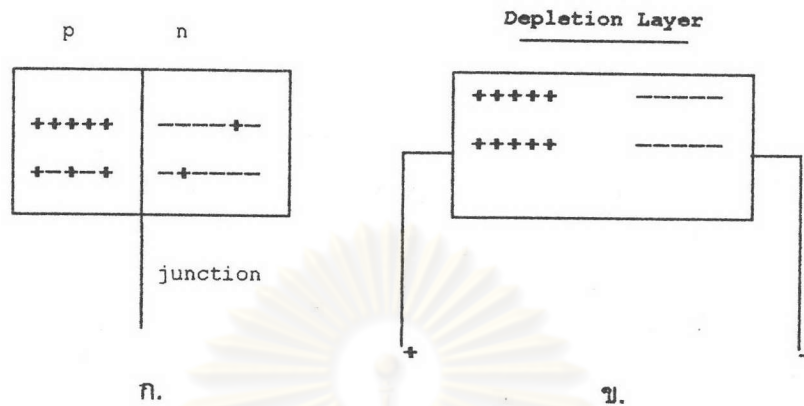 p n
Depletion Layer
+++++ ----+-
+-+-+ -+----
+++++ ------
+++++ ------
junction
+ -
ก. ข.